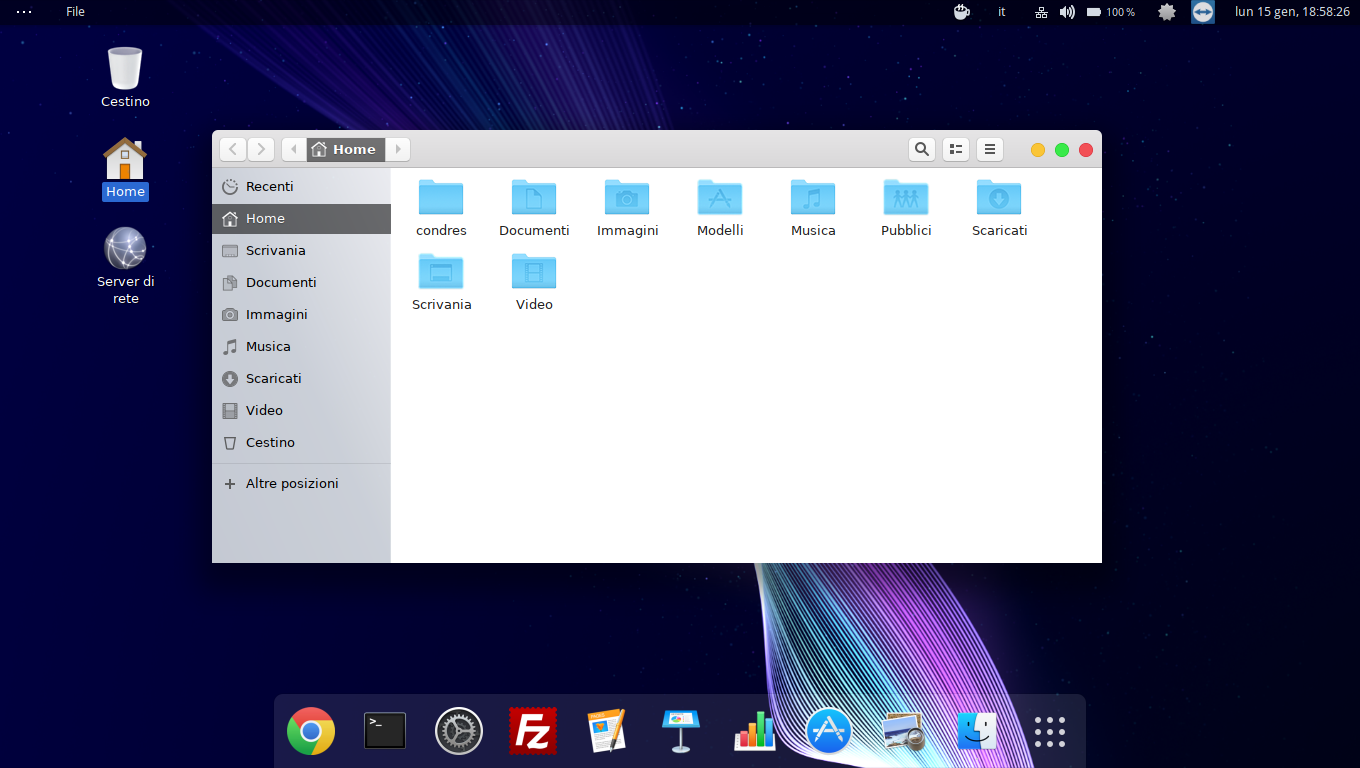 File
it
100 %
lun 15 gen, 18:58:26
Cestino
Home
Server di
rete
Home
Recenti
Home
Scrivania
Documenti
Immagini
Musica
Scaricati
Video
Cestino
Altre posizioni
condres
Documenti
Immagini
Modelli
Musica
Pubblici
Scaricati
Scrivania
Video
>_
Fz